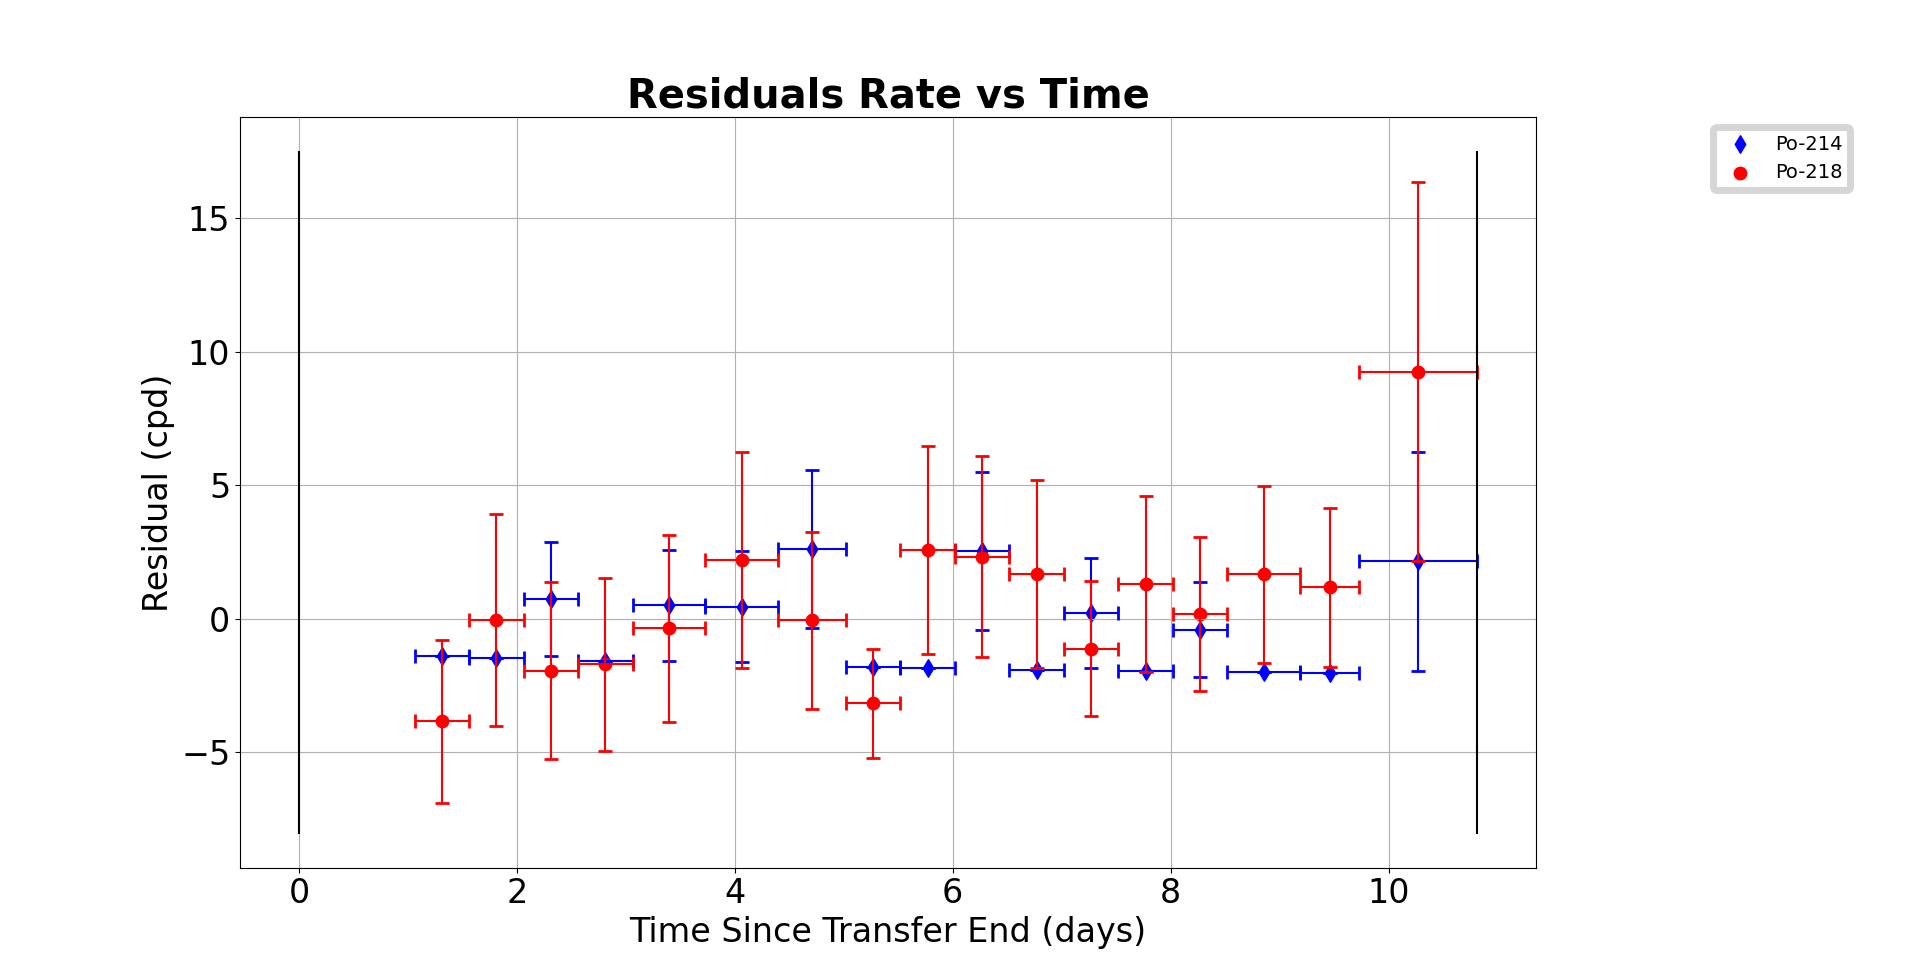 Residuals Rate vs Time
Po-214
Po-218
15
10
5
0
−5
Residual (cpd)
0 2 4 6 8 10
Time Since Transfer End (days)